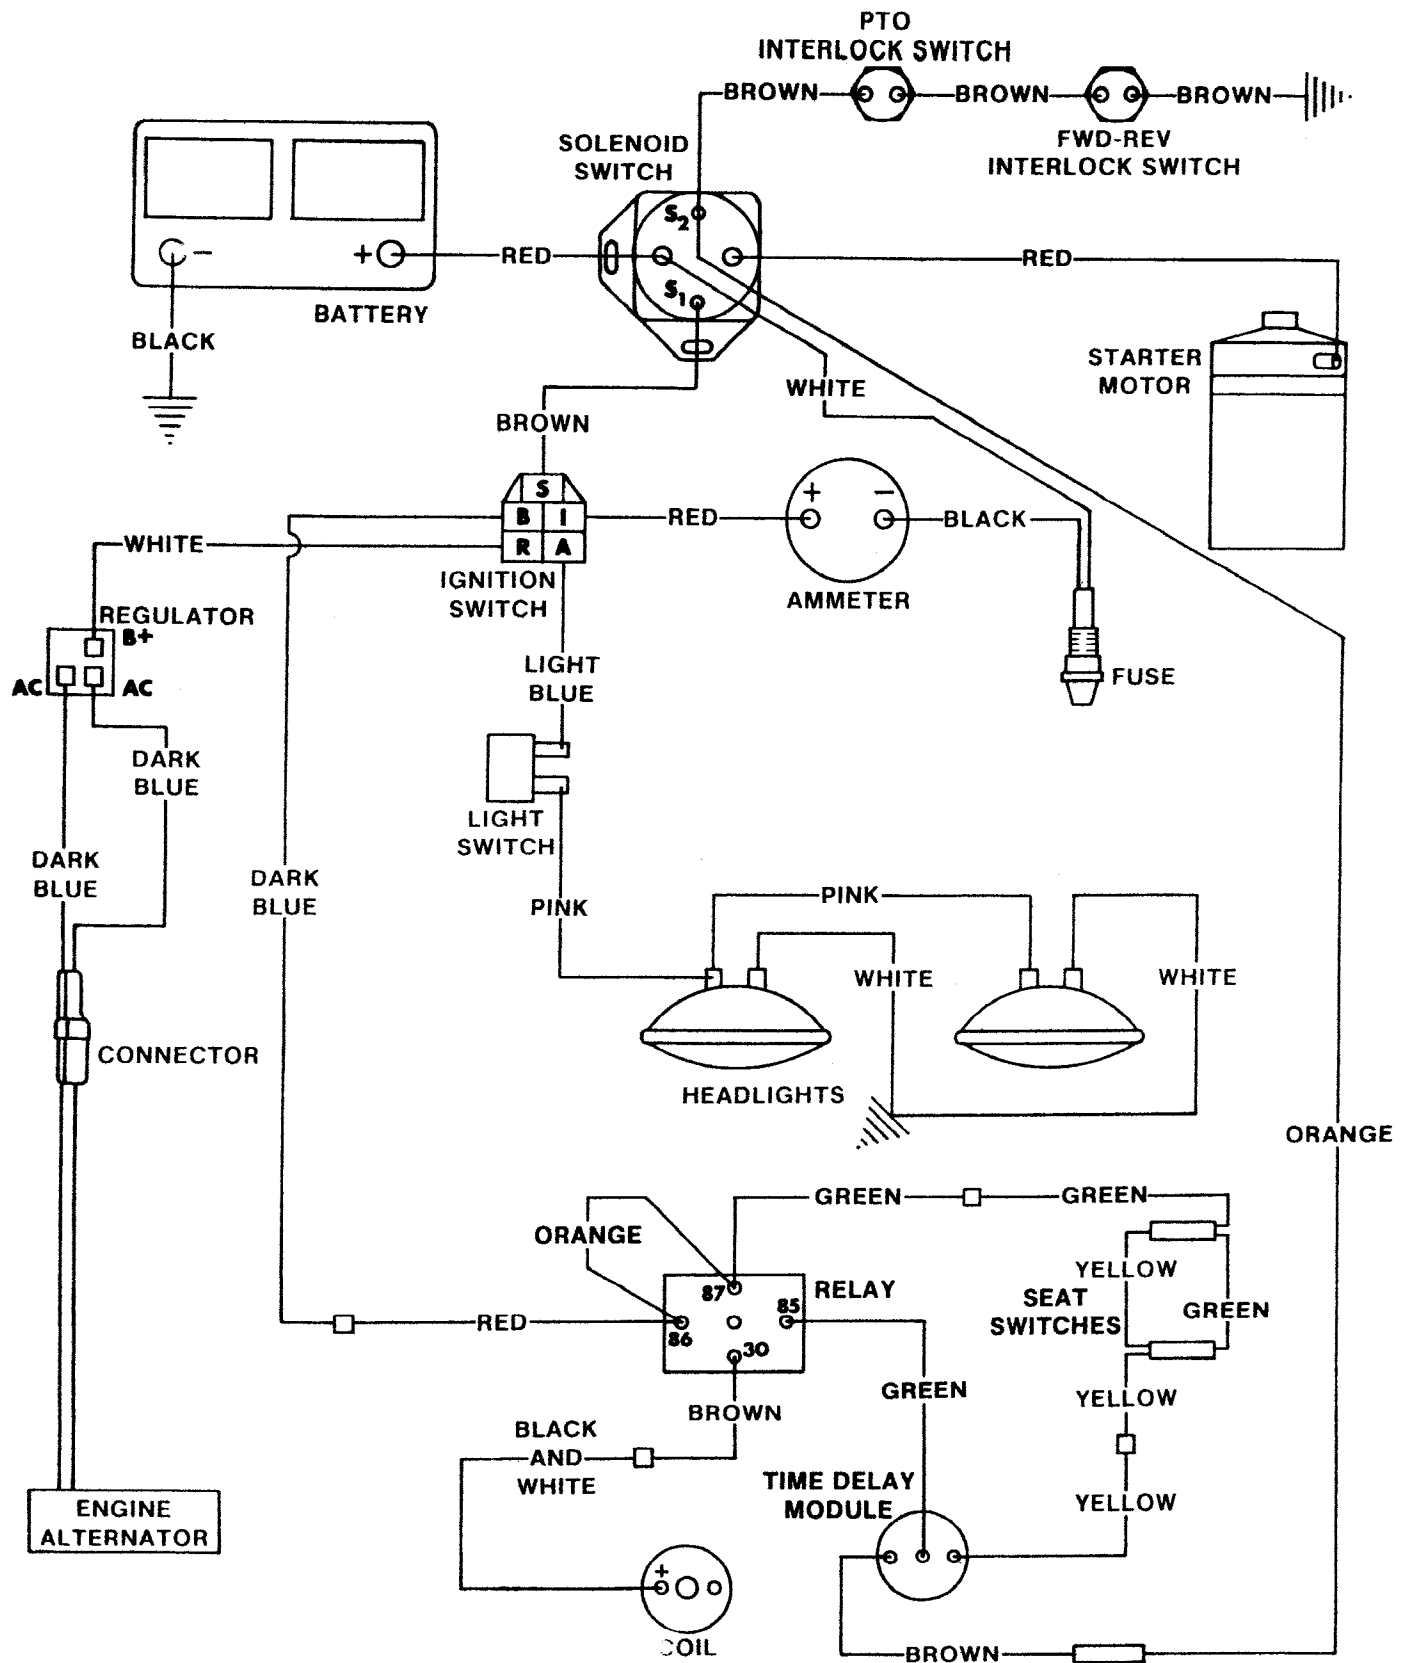 PTO
INTERLOCK SWITCH
BROWN
BROWN
BROWN
FWD-REV
INTERLOCK SWITCH
SOLENOID
SWITCH
S2
S1
- +
BATTERY
RED
RED
BLACK
STARTER
MOTOR
WHITE
BROWN
S
B I
R A
IGNITION
SWITCH
RED
+ -
AMMETER
BLACK
FUSE
WHITE
REGULATOR
B+
AC AC
DARK
BLUE
DARK
BLUE
DARK
BLUE
LIGHT
BLUE
LIGHT
SWITCH
PINK
PINK
WHITE
WHITE
HEADLIGHTS
CONNECTOR
ORANGE
GREEN
GREEN
ORANGE
RELAY
87
85
86
30
RED
YELLOW
SEAT
SWITCHES
GREEN
GREEN
YELLOW
BROWN
BLACK
AND
WHITE
TIME DELAY
MODULE
YELLOW
ENGINE
ALTERNATOR
+
COIL
BROWN